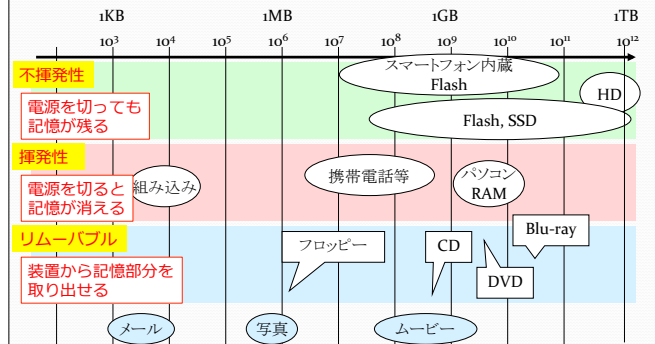 1KB 1MB 1GB 1TB
10³ 10⁴ 10⁵ 10⁶ 10⁷ 10⁸ 10⁹ 10¹⁰ 10¹¹ 10¹²
不揮発性
電源を切っても
記憶が残る
スマートフォン内蔵
Flash
HD
Flash, SSD
揮発性
電源を切ると
記憶が消える
組み込み
携帯電話等
パソコン
RAM
リムーバブル
装置から記憶部分を
取り出せる
フロッピー
CD
DVD
Blu-ray
メール
写真
ムービー